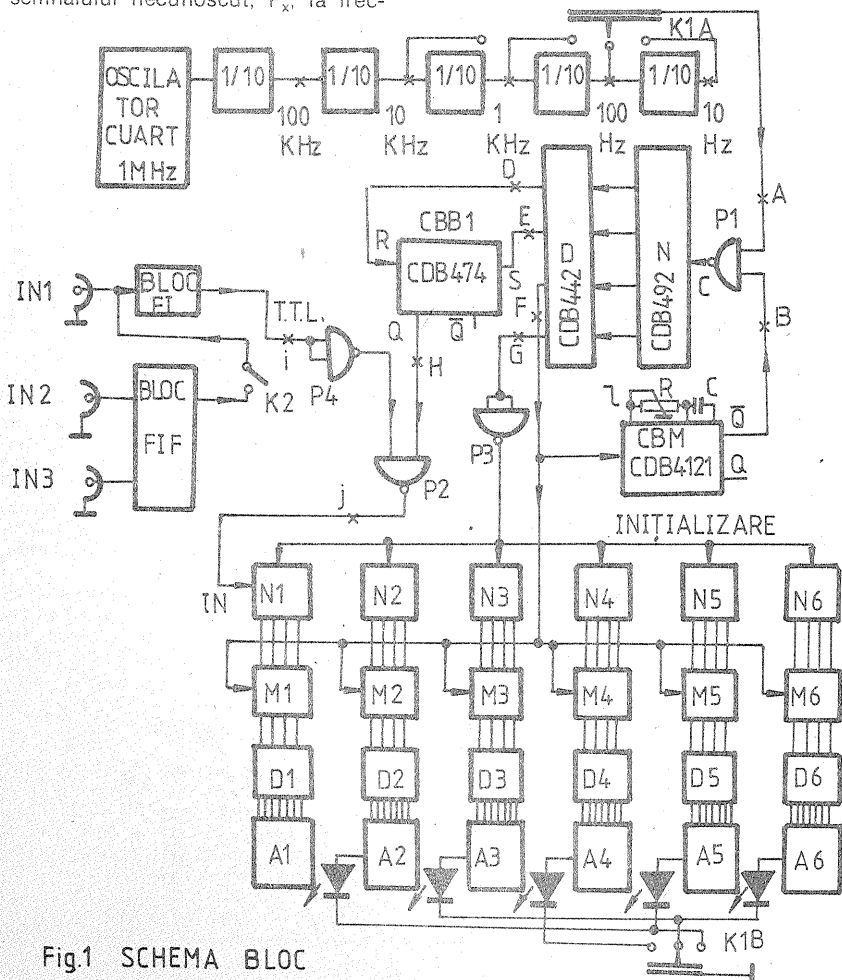 semnalului necunoscut, Fx, la frec-
K1A
OSCILA
TOR
CUART
1MHz
1/10
1/10
1/10
1/10
1/10
100
KHz
10
KHz
1
KHz
100
Hz
10
Hz
D
A
P1
CBB1
E
R
CDB474
S
D
CDB442
N
CDB492
C
F
Q
Q̅
G
B
IN1
BLOC
FI
T.T.L.
i
P4
H
K2
IN2
BLOC
FIF
IN3
P3
R
C
CBM
CDB4121
Q̅
Q
P2
j
INIȚIALIZARE
IN
N1
N2
N3
N4
N5
N6
M1
M2
M3
M4
M5
M6
D1
D2
D3
D4
D5
D6
A1
A2
A3
A4
A5
A6
K1B
Fig.1 SCHEMA BLOC